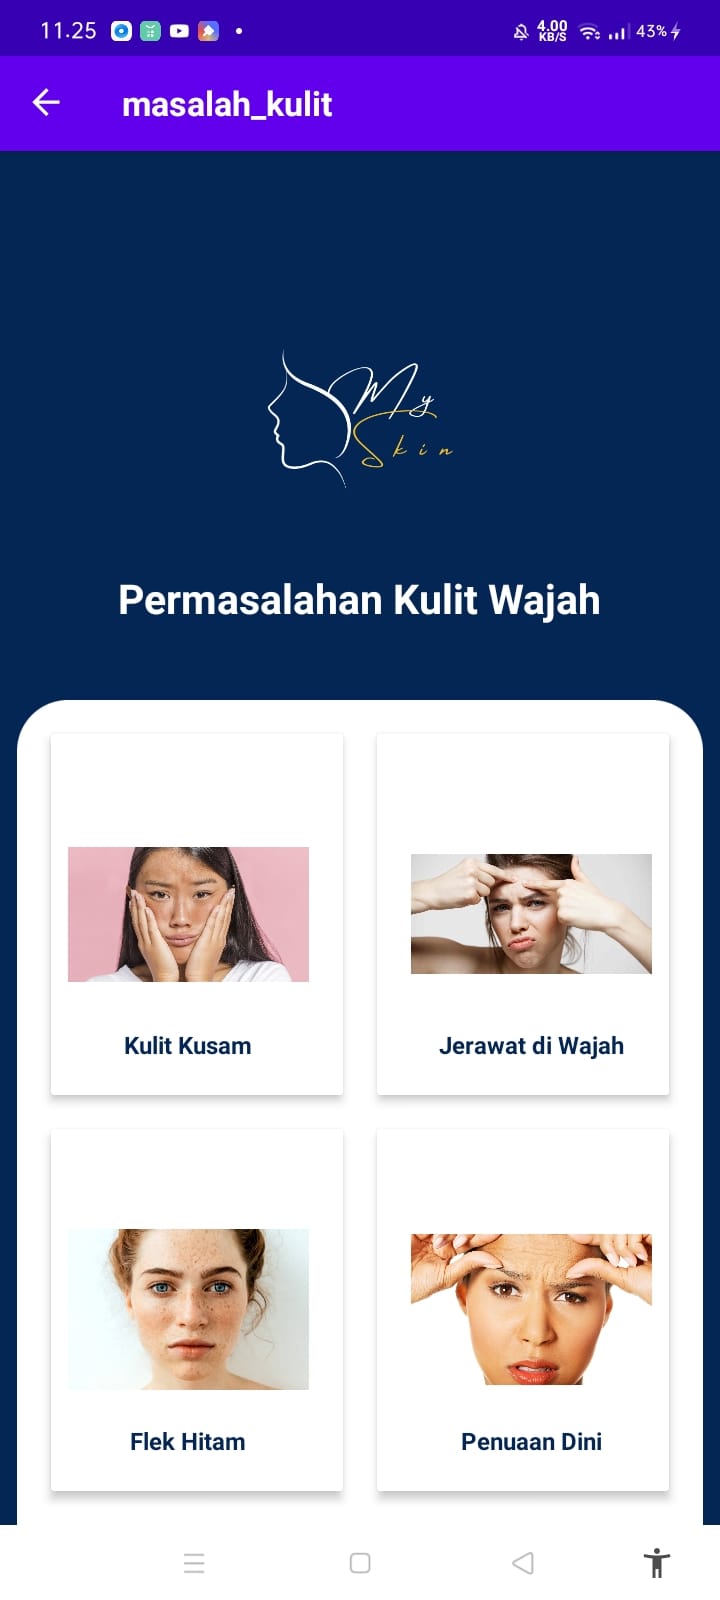 11.25 4.00 KB/S 43%
masalah_kulit
My
Skin
Permasalahan Kulit Wajah
Kulit Kusam Jerawat di Wajah
Flek Hitam Penuaan Dini